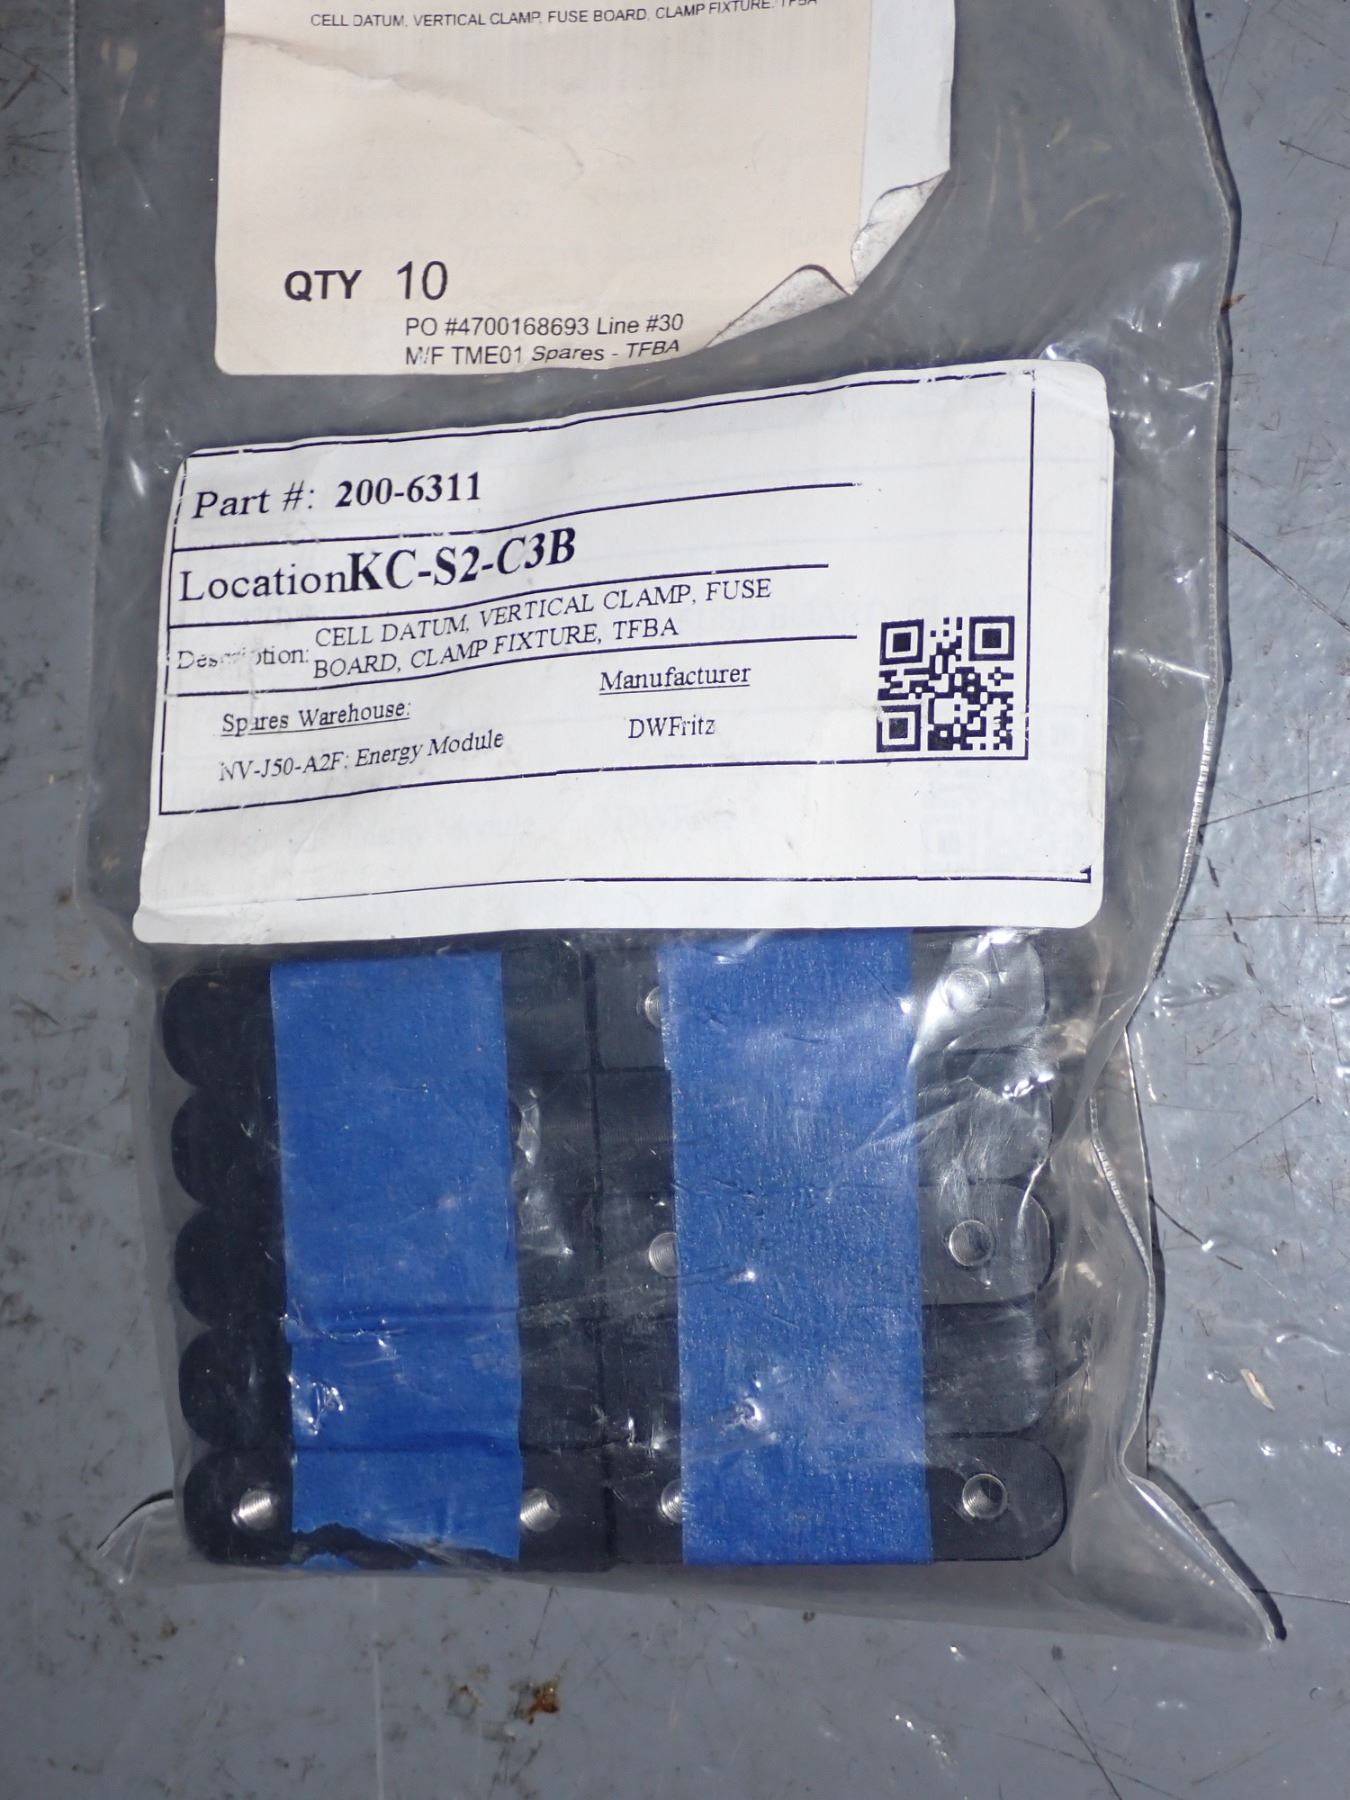 CELL DATUM, VERTICAL CLAMP, FUSE BOARD, CLAMP FIXTURE, TFBA
QTY 10
PO #4700168693 Line #30
M/F TME01 Spares - TFBA
Part #: 200-6311
LocationKC-S2-C3B
Description: CELL DATUM, VERTICAL CLAMP, FUSE
BOARD, CLAMP FIXTURE, TFBA
Manufacturer
Spares Warehouse:
DWFritz
NV-J50-A2F: Energy Module